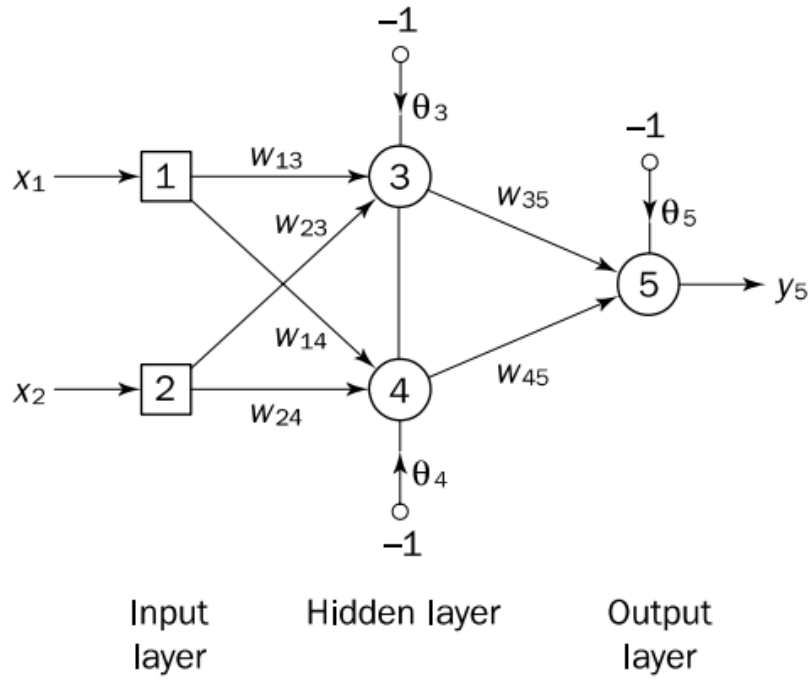 −1
θ3
−1
x1
1
w13
3
w23
w35
θ5
5
y5
w14
x2
2
w24
4
w45
θ4
−1
Input
layer
Hidden layer
Output
layer